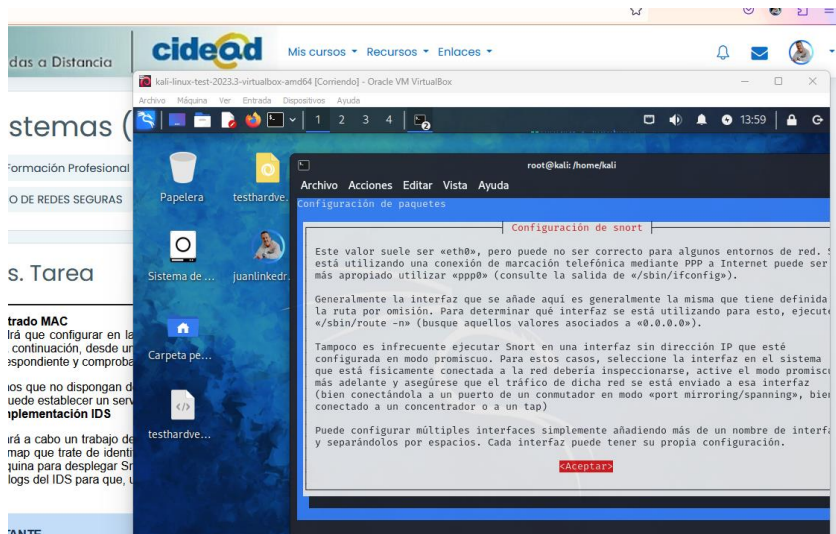 das a Distancia
cidead
Mis cursos
Recursos
Enlaces
kali-linux-test-2023.3-virtualbox-amd64 [Corriendo] - Oracle VM VirtualBox
Archivo Máquina Ver Entrada Dispositivos Ayuda
1 2 3 4
13:59
stemas (
Formación Profesional
O DE REDES SEGURAS
s. Tarea
trado MAC
drá que configurar en la
continuación, desde un
espondiente y comproba
nos que no dispongan d
uede establecer un serv
nplementación IDS
ará a cabo un trabajo de
map que trate de identi
quina para desplegar Sn
logs del IDS para que, u
TANTE
Papelera
testhardve...
Sistema de ...
juanlinkedr
Carpeta pe...
testhardve...
root@kali: /home/kali
Archivo Acciones Editar Vista Ayuda
Configuración de paquetes
Configuración de snort
Este valor suele ser «eth0», pero puede no ser correcto para algunos entornos de red. S
está utilizando una conexión de marcación telefónica mediante PPP a Internet puede ser
más apropiado utilizar «ppp0» (consulte la salida de «/sbin/ifconfig»).
Generalmente la interfaz que se añade aquí es generalmente la misma que tiene definida
la ruta por omisión. Para determinar qué interfaz se está utilizando para esto, ejecute
«/sbin/route -n» (busque aquellos valores asociados a «0.0.0.0»).
Tampoco es infrecuente ejecutar Snort en una interfaz sin dirección IP que esté
configurada en modo promiscuo. Para estos casos, seleccione la interfaz en el sistema
que está físicamente conectada a la red debería inspeccionarse, active el modo promiscu
más adelante y asegúrese que el tráfico de dicha red se está enviado a esa interfaz
(bien conectándola a un puerto de un conmutador en modo «port mirroring/spanning», bien
conectado a un concentrador o a un tap)
Puede configurar múltiples interfaces simplemente añadiendo más de un nombre de interfa
y separándolos por espacios. Cada interfaz puede tener su propia configuración.
<Aceptar>